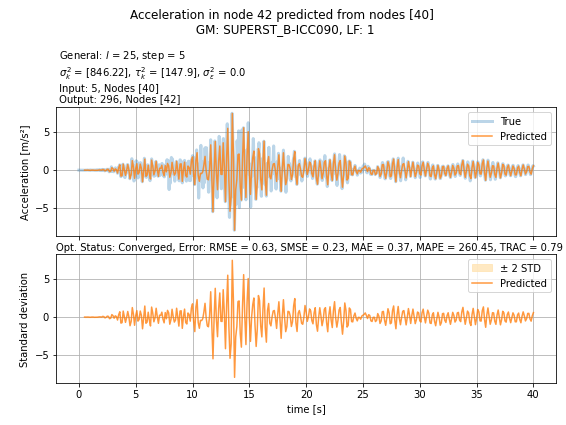 Acceleration in node 42 predicted from nodes [40]
GM: SUPERST_B-ICC090, LF: 1
General: l = 25, step = 5
σ²ₖ = [846.22], τ²ₖ = [147.9], σ²ᵣ = 0.0
Input: 5, Nodes [40]
Output: 296, Nodes [42]
Acceleration [m/s²]
5
0
−5
True
Predicted
Opt. Status: Converged, Error: RMSE = 0.63, SMSE = 0.23, MAE = 0.37, MAPE = 260.45, TRAC = 0.79
Standard deviation
5
0
−5
± 2 STD
Predicted
0 5 10 15 20 25 30 35 40
time [s]